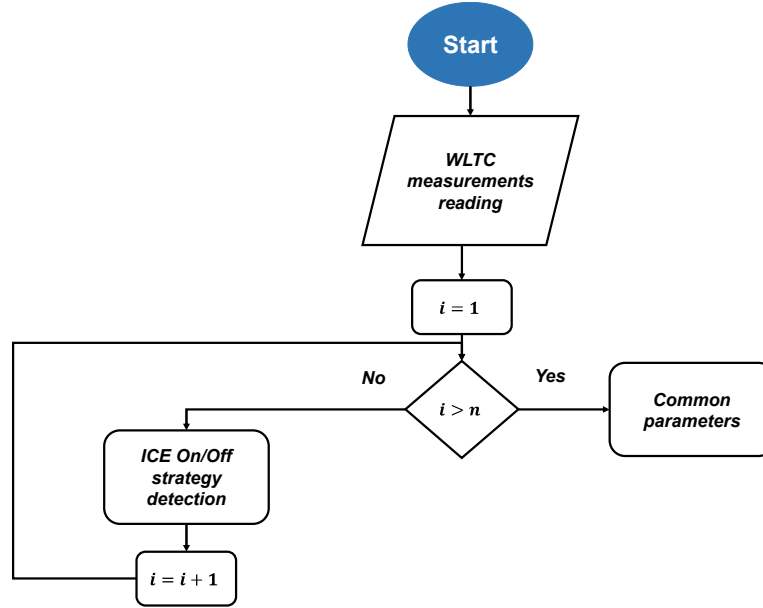 Start
WLTC
measurements
reading
i = 1
No
Yes
i > n
Common
parameters
ICE On/Off
strategy
detection
i = i + 1